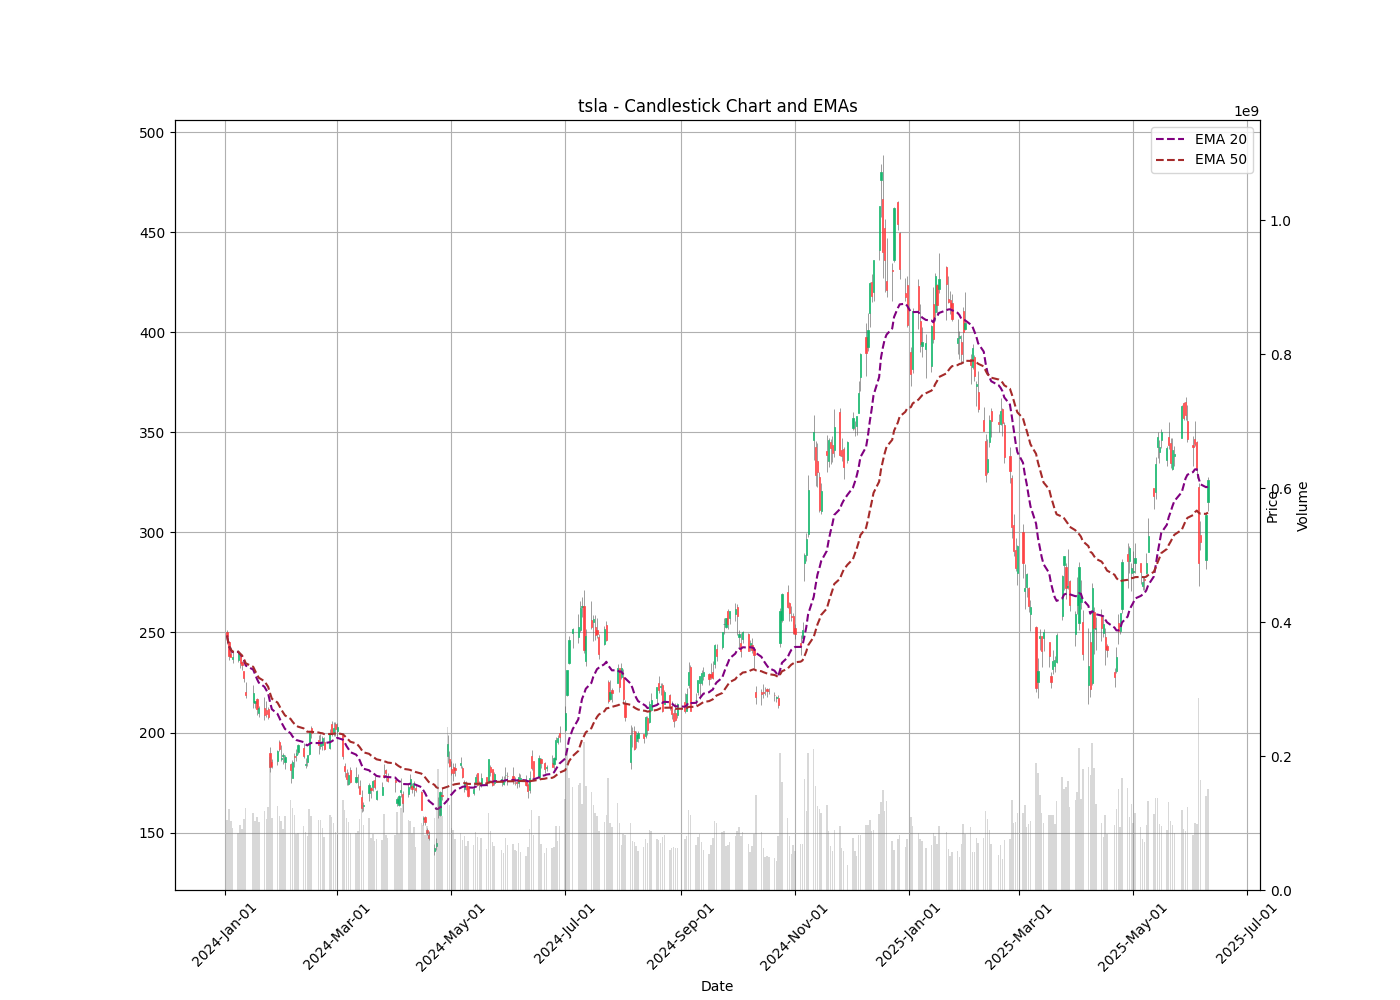 tsla - Candlestick Chart and EMAs
1e9
EMA 20
EMA 50
500
450
400
350
300
250
200
150
1.0
0.8
0.6
0.4
0.2
0.0
Price
Volume
2024-Jan-01
2024-Mar-01
2024-May-01
2024-Jul-01
2024-Sep-01
2024-Nov-01
2025-Jan-01
2025-Mar-01
2025-May-01
2025-Jul-01
Date